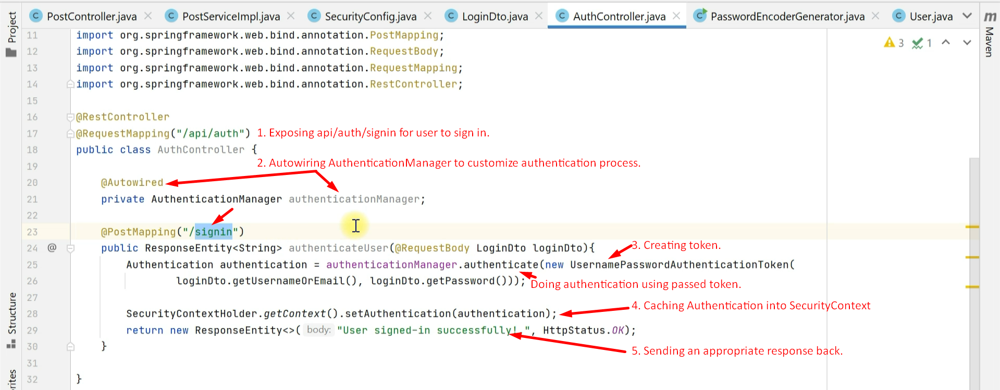 Project
PostController.java
PostServiceImpl.java
SecurityConfig.java
LoginDto.java
AuthController.java
PasswordEncoderGenerator.java
User.java
m
Maven
3 1
11 import org.springframework.web.bind.annotation.PostMapping;
12 import org.springframework.web.bind.annotation.RequestBody;
13 import org.springframework.web.bind.annotation.RequestMapping;
14 import org.springframework.web.bind.annotation.RestController;
15
16 @RestController
17 @RequestMapping("/api/auth") 1. Exposing api/auth/signin for user to sign in.
18 public class AuthController {
19 2. Autowiring AuthenticationManager to customize authentication process.
20 @Autowired
21 private AuthenticationManager authenticationManager;
22
23 @PostMapping("/signin")
24 @ public ResponseEntity<String> authenticateUser(@RequestBody LoginDto loginDto){ 3. Creating token.
25 Authentication authentication = authenticationManager.authenticate(new UsernamePasswordAuthenticationToken(
26 loginDto.getUsernameOrEmail(), loginDto.getPassword())); Doing authentication using passed token.
27
4. Caching Authentication into SecurityContext
28 SecurityContextHolder.getContext().setAuthentication(authentication);
29 return new ResponseEntity<>( body: "User signed-in successfully!.", HttpStatus.OK);
30 }
5. Sending an appropriate response back.
31
32 }
Structure
rites